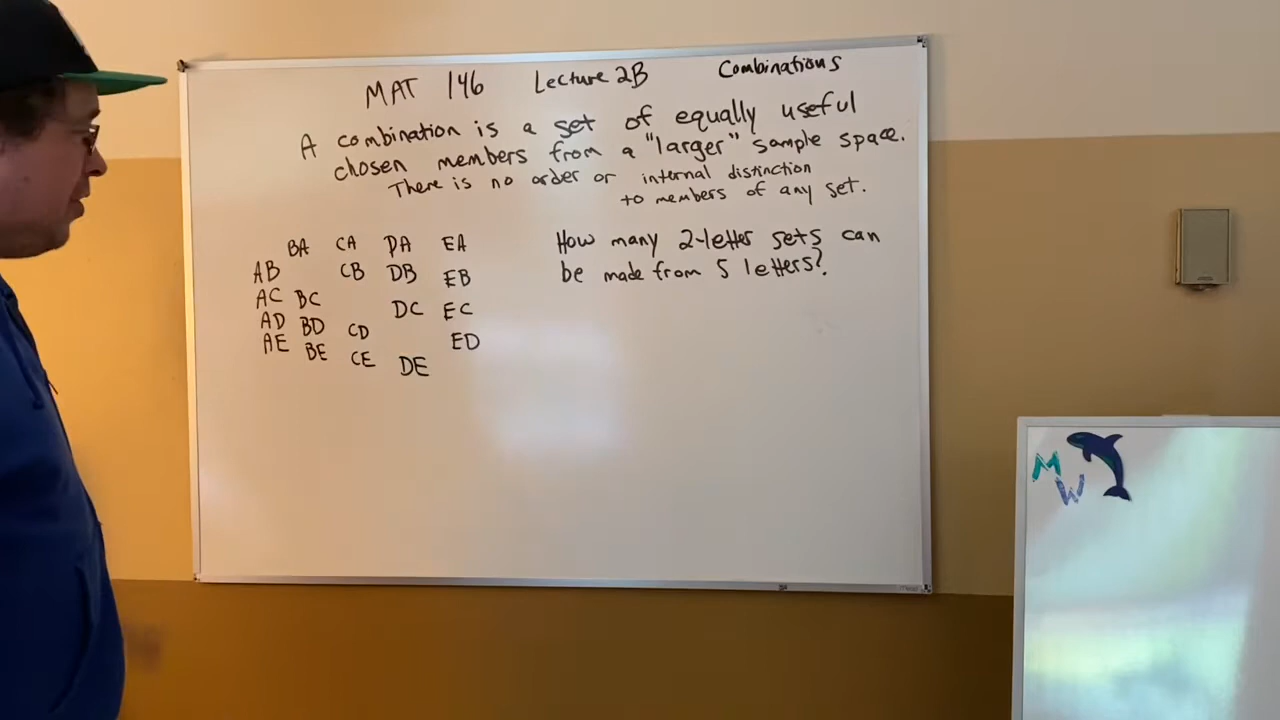 MAT 146 Lecture 2B Combinations
A combination is a set of equally useful
chosen members from a "larger" sample space.
There is no order or internal distinction
to members of any set.
BA CA DA EA
AB CB DB EB
AC BC DC EC
AD BD CD ED
AE BE CE DE
How many 2-letter sets can
be made from 5 letters?
M
W